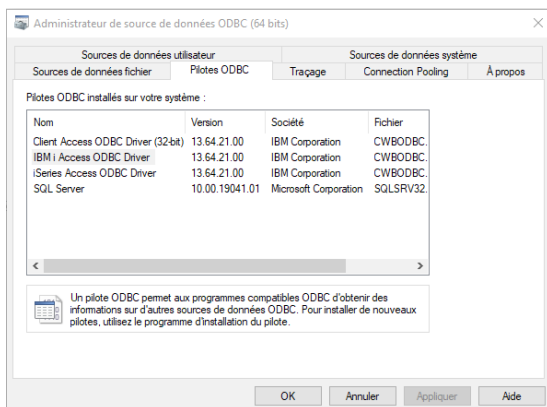 Administrateur de source de données ODBC (64 bits)
Sources de données utilisateur Sources de données système
Sources de données fichier Pilotes ODBC Traçage Connection Pooling À propos
Pilotes ODBC installés sur votre système :
Nom Version Société Fichier
Client Access ODBC Driver (32-bit) 13.64.21.00 IBM Corporation CWBODBC.
IBM i Access ODBC Driver 13.64.21.00 IBM Corporation CWBODBC.
iSeries Access ODBC Driver 13.64.21.00 IBM Corporation CWBODBC.
SQL Server 10.00.19041.01 Microsoft Corporation SQLSRV32.
Un pilote ODBC permet aux programmes compatibles ODBC d'obtenir des
informations sur d'autres sources de données ODBC. Pour installer de nouveaux
pilotes, utilisez le programme d'installation du pilote.
OK Annuler Appliquer Aide